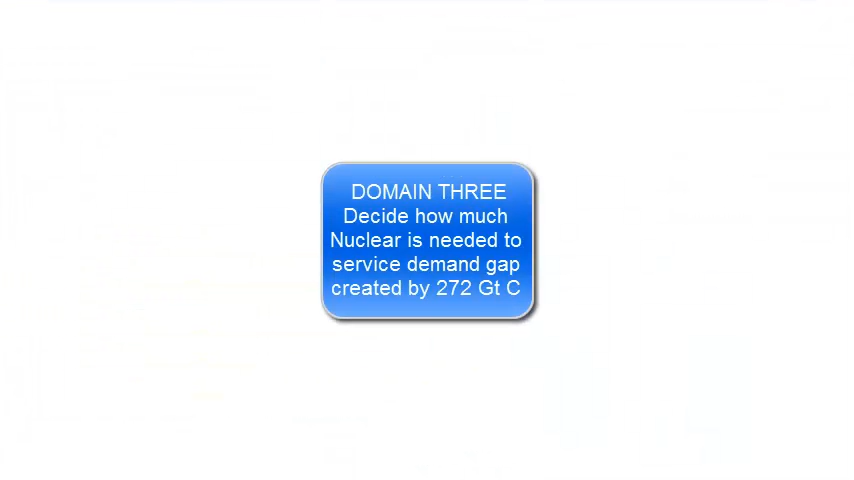 DOMAIN THREE
Decide how much
Nuclear is needed to
service demand gap
created by 272 Gt C